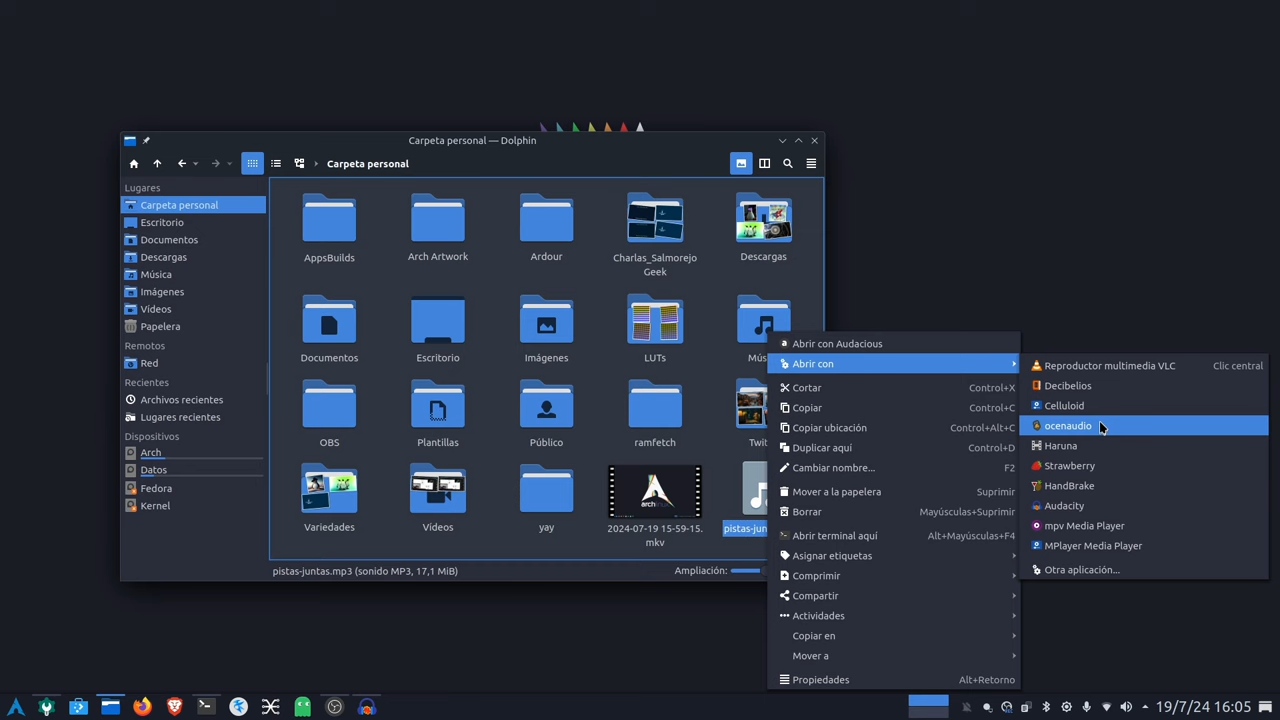 Carpeta personal — Dolphin
Carpeta personal
Lugares
Carpeta personal
Escritorio
Documentos
Descargas
Música
Imágenes
Vídeos
Papelera
Remotos
Red
Recientes
Archivos recientes
Lugares recientes
Dispositivos
Arch
Datos
Fedora
Kernel
AppsBuilds
Arch Artwork
Ardour
Charlas_Salmorejo
Geek
Descargas
Documentos
Escritorio
Imágenes
LUTs
Mús
OBS
Plantillas
Público
ramfetch
Twit
Variedades
Vídeos
yay
2024-07-19 15-59-15.
mkv
pistas-jun
pistas-juntas.mp3 (sonido MP3, 17,1 MiB)
Ampliación:
Abrir con Audacious
Abrir con
Cortar Control+X
Copiar Control+C
Copiar ubicación Control+Alt+C
Duplicar aquí Control+D
Cambiar nombre... F2
Mover a la papelera Suprimir
Borrar Mayúsculas+Suprimir
Abrir terminal aquí Alt+Mayúsculas+F4
Asignar etiquetas
Comprimir
Compartir
Actividades
Copiar en
Mover a
Propiedades Alt+Retorno
Reproductor multimedia VLC Clic central
Decibelios
Celluloid
ocenaudio
Haruna
Strawberry
HandBrake
Audacity
mpv Media Player
MPlayer Media Player
Otra aplicación...
19/7/24 16:05